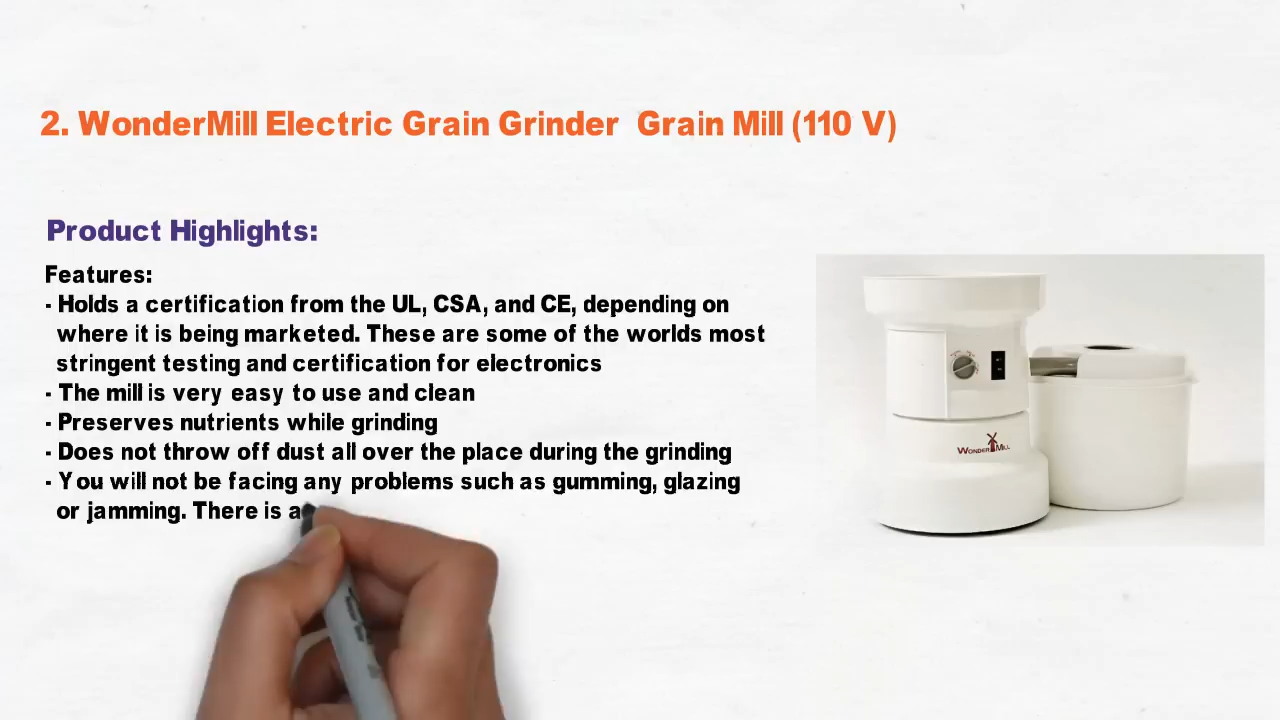 2. WonderMill Electric Grain Grinder Grain Mill (110 V)
Product Highlights:
Features:
- Holds a certification from the UL, CSA, and CE, depending on
where it is being marketed. These are some of the worlds most
stringent testing and certification for electronics
- The mill is very easy to use and clean
- Preserves nutrients while grinding
- Does not throw off dust all over the place during the grinding
- You will not be facing any problems such as gumming, glazing
or jamming. There is a
WONDER MILL